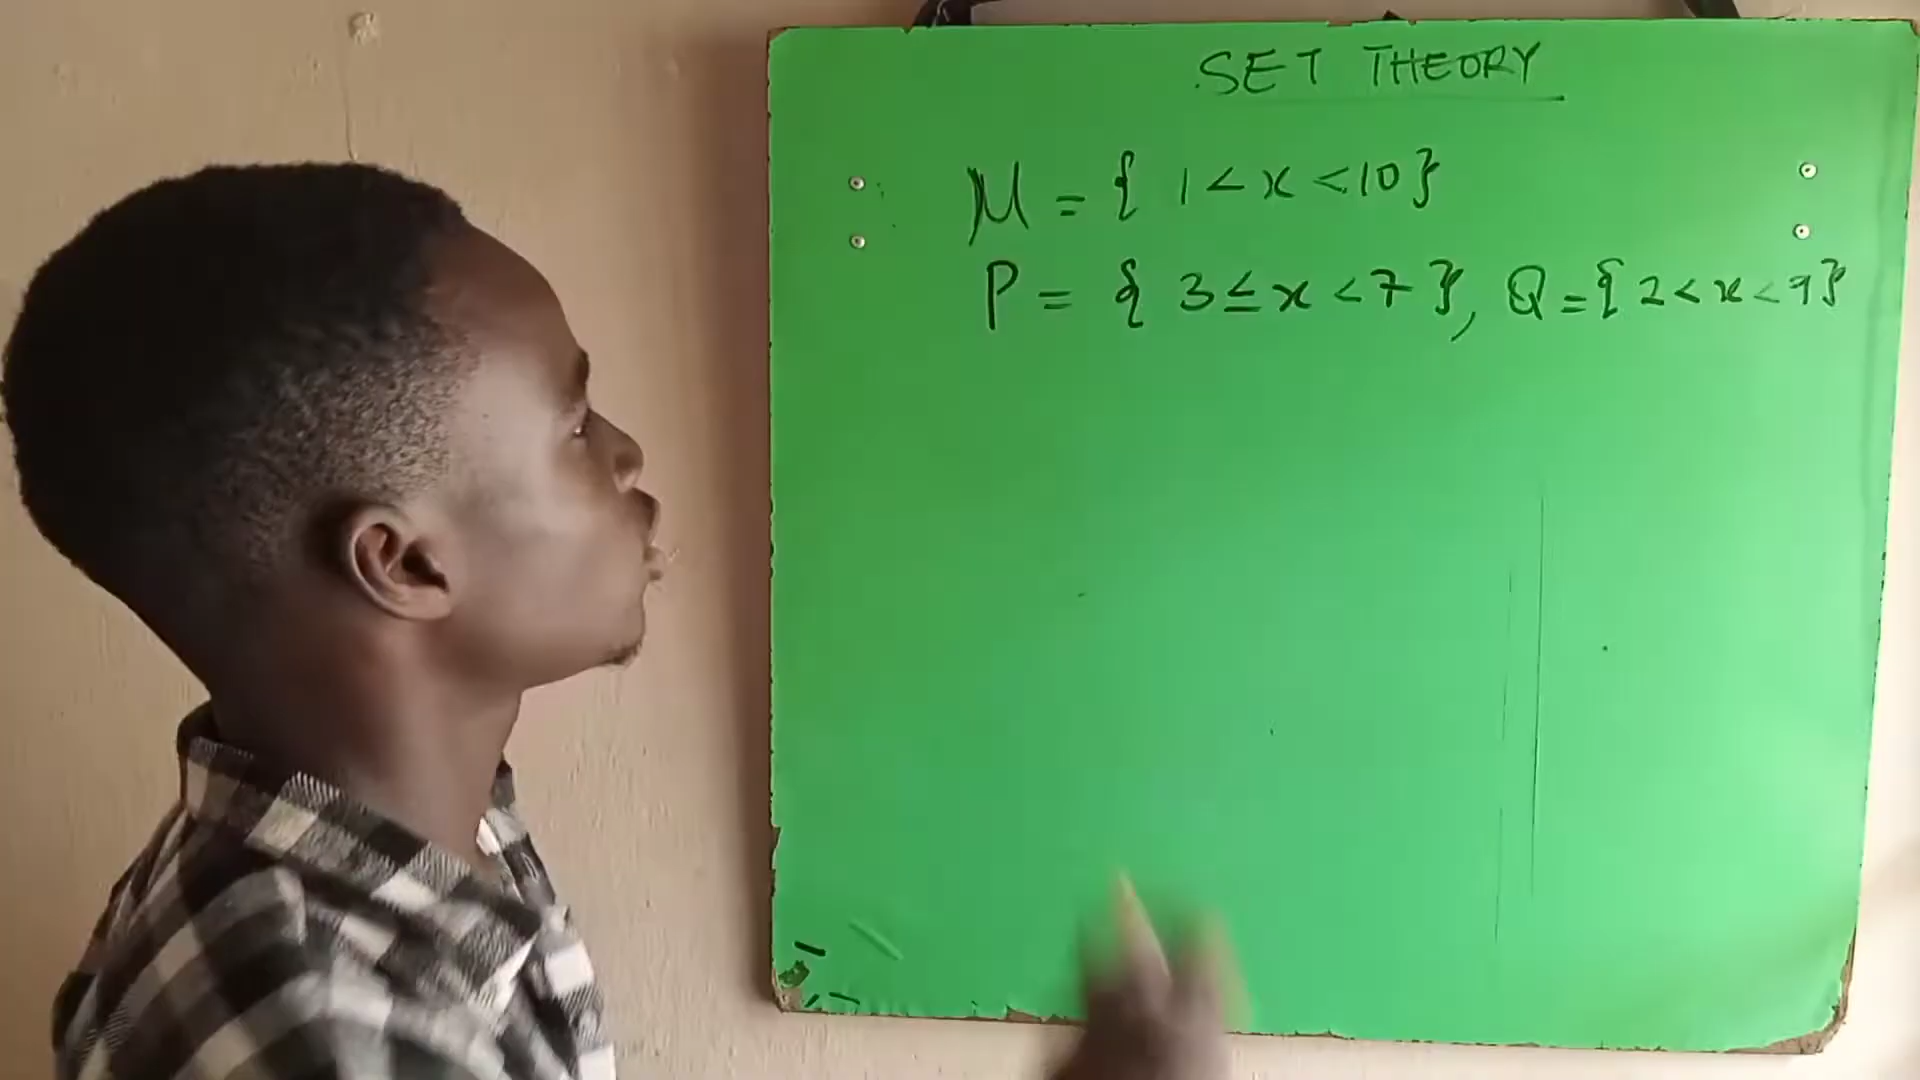 SET THEORY
μ = { 1 < x < 10 }
P = { 3 ≤ x < 7 }, Q = { 2 < x < 9 }